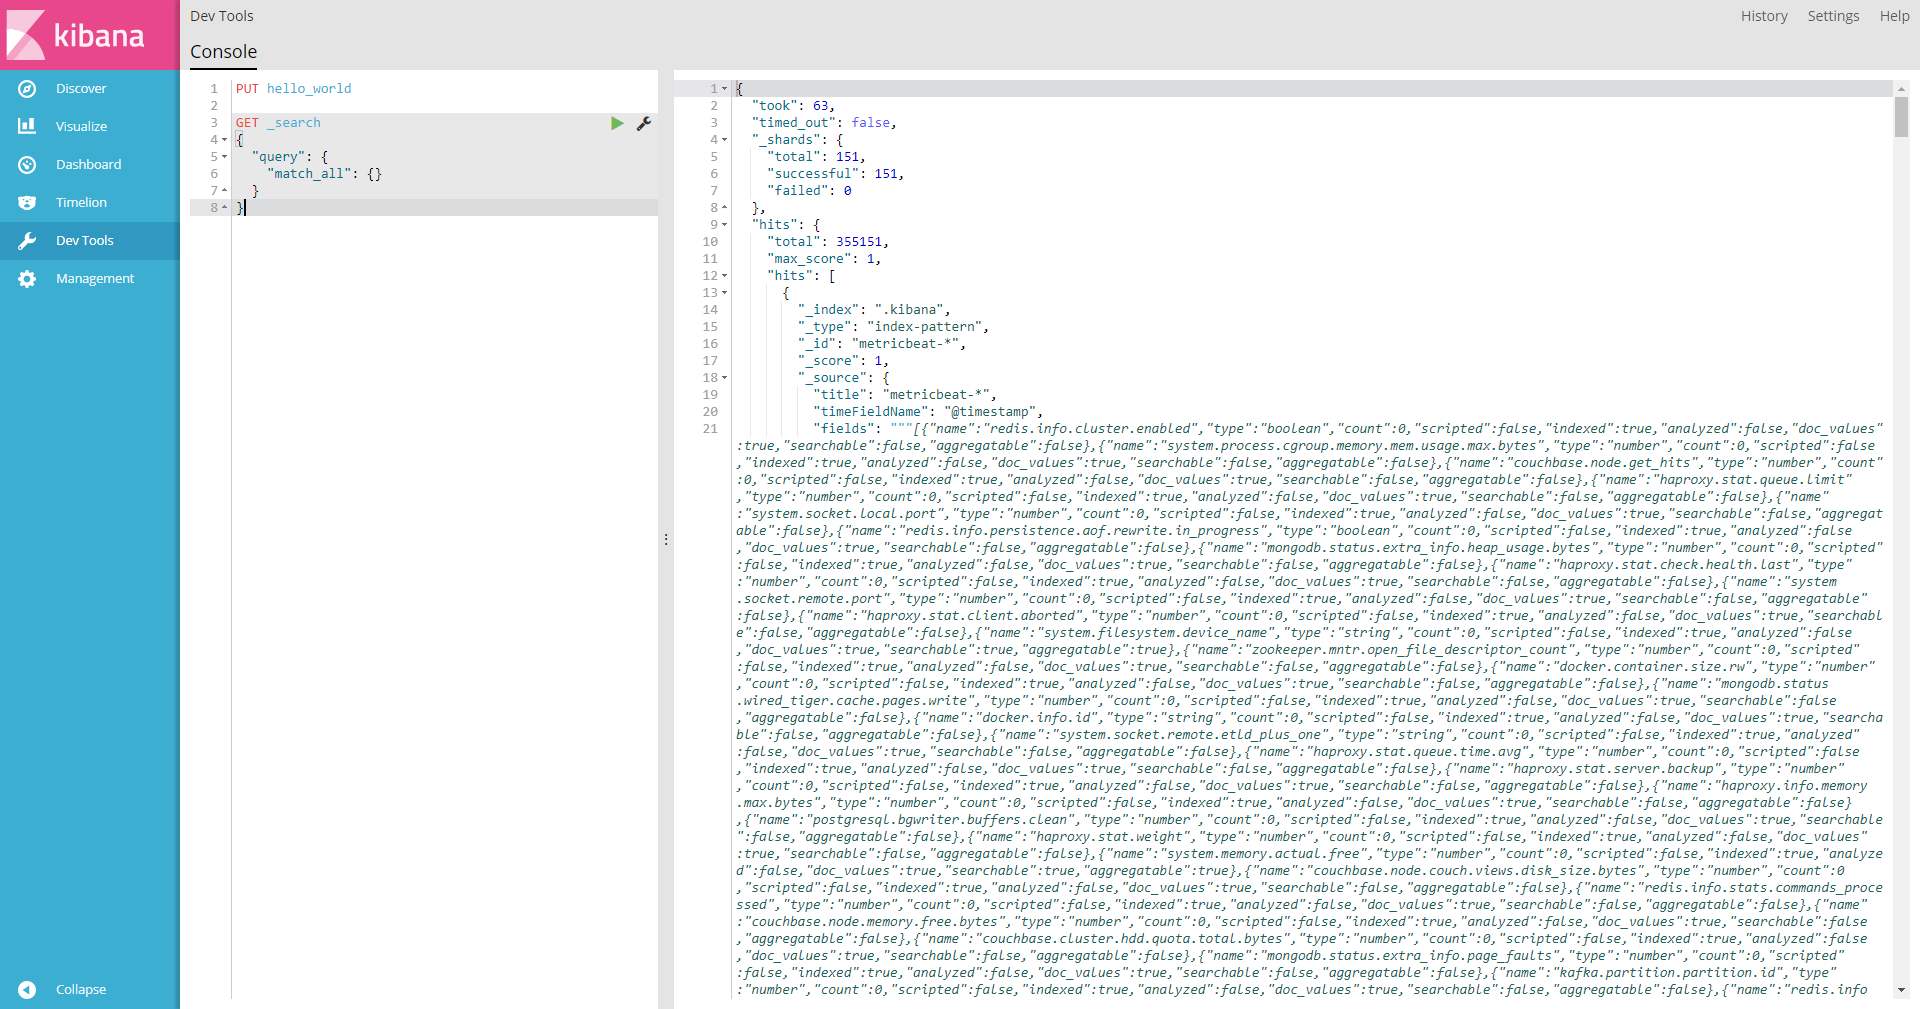 kibana
Discover
Visualize
Dashboard
Timelion
Dev Tools
Management
Collapse
Dev Tools
History Settings Help
Console
1 PUT hello_world
2
3 GET _search
4 {
5 "query": {
6 "match_all": {}
7 }
8 }
1 {
2 "took": 63,
3 "timed_out": false,
4 "_shards": {
5 "total": 151,
6 "successful": 151,
7 "failed": 0
8 },
9 "hits": {
10 "total": 355151,
11 "max_score": 1,
12 "hits": [
13 {
14 "_index": ".kibana",
15 "_type": "index-pattern",
16 "_id": "metricbeat-*",
17 "_score": 1,
18 "_source": {
19 "title": "metricbeat-*",
20 "timeFieldName": "@timestamp",
21 "fields": """[{"name":"redis.info.cluster.enabled","type":"boolean","count":0,"scripted":false,"indexed":true,"analyzed":false,"doc_values"
:true,"searchable":false,"aggregatable":false},{"name":"system.process.cgroup.memory.mem.usage.max.bytes","type":"number","count":0,"scripted":false
,"indexed":true,"analyzed":false,"doc_values":true,"searchable":false,"aggregatable":false},{"name":"couchbase.node.get_hits","type":"number","count"
:0,"scripted":false,"indexed":true,"analyzed":false,"doc_values":true,"searchable":false,"aggregatable":false},{"name":"haproxy.stat.queue.limit"
,"type":"number","count":0,"scripted":false,"indexed":true,"analyzed":false,"doc_values":true,"searchable":false,"aggregatable":false},{"name"
:"system.socket.local.port","type":"number","count":0,"scripted":false,"indexed":true,"analyzed":false,"doc_values":true,"searchable":false,"aggregat
able":false},{"name":"redis.info.persistence.aof.rewrite.in_progress","type":"boolean","count":0,"scripted":false,"indexed":true,"analyzed":false
,"doc_values":true,"searchable":false,"aggregatable":false},{"name":"mongodb.status.extra_info.heap_usage.bytes","type":"number","count":0,"scripted"
:false,"indexed":true,"analyzed":false,"doc_values":true,"searchable":false,"aggregatable":false},{"name":"haproxy.stat.check.health.last","type"
:"number","count":0,"scripted":false,"indexed":true,"analyzed":false,"doc_values":true,"searchable":false,"aggregatable":false},{"name":"system
.socket.remote.port","type":"number","count":0,"scripted":false,"indexed":true,"analyzed":false,"doc_values":true,"searchable":false,"aggregatable"
:false},{"name":"haproxy.stat.client.aborted","type":"number","count":0,"scripted":false,"indexed":true,"analyzed":false,"doc_values":true,"searchabl
e":false,"aggregatable":false},{"name":"system.filesystem.device_name","type":"string","count":0,"scripted":false,"indexed":true,"analyzed":false
,"doc_values":true,"searchable":true,"aggregatable":true},{"name":"zookeeper.mntr.open_file_descriptor_count","type":"number","count":0,"scripted"
:false,"indexed":true,"analyzed":false,"doc_values":true,"searchable":false,"aggregatable":false},{"name":"docker.container.size.rw","type":"number"
,"count":0,"scripted":false,"indexed":true,"analyzed":false,"doc_values":true,"searchable":false,"aggregatable":false},{"name":"mongodb.status
.wired_tiger.cache.pages.write","type":"number","count":0,"scripted":false,"indexed":true,"analyzed":false,"doc_values":true,"searchable":false
,"aggregatable":false},{"name":"docker.info.id","type":"string","count":0,"scripted":false,"indexed":true,"analyzed":false,"doc_values":true,"searcha
ble":false,"aggregatable":false},{"name":"system.socket.remote.etld_plus_one","type":"string","count":0,"scripted":false,"indexed":true,"analyzed"
:false,"doc_values":true,"searchable":false,"aggregatable":false},{"name":"haproxy.stat.queue.time.avg","type":"number","count":0,"scripted":false
,"indexed":true,"analyzed":false,"doc_values":true,"searchable":false,"aggregatable":false},{"name":"haproxy.stat.server.backup","type":"number"
,"count":0,"scripted":false,"indexed":true,"analyzed":false,"doc_values":true,"searchable":false,"aggregatable":false},{"name":"haproxy.info.memory
.max.bytes","type":"number","count":0,"scripted":false,"indexed":true,"analyzed":false,"doc_values":true,"searchable":false,"aggregatable":false}
,{"name":"postgresql.bgwriter.buffers.clean","type":"number","count":0,"scripted":false,"indexed":true,"analyzed":false,"doc_values":true,"searchable
":false,"aggregatable":false},{"name":"haproxy.stat.weight","type":"number","count":0,"scripted":false,"indexed":true,"analyzed":false,"doc_values"
:true,"searchable":false,"aggregatable":false},{"name":"system.memory.actual.free","type":"number","count":0,"scripted":false,"indexed":true,"analyze
d":false,"doc_values":true,"searchable":true,"aggregatable":true},{"name":"couchbase.node.couch.views.disk_size.bytes","type":"number","count":0
,"scripted":false,"indexed":true,"analyzed":false,"doc_values":true,"searchable":false,"aggregatable":false},{"name":"redis.info.stats.commands_proce
ssed","type":"number","count":0,"scripted":false,"indexed":true,"analyzed":false,"doc_values":true,"searchable":false,"aggregatable":false},{"name"
:"couchbase.node.memory.free.bytes","type":"number","count":0,"scripted":false,"indexed":true,"analyzed":false,"doc_values":true,"searchable":false
,"aggregatable":false},{"name":"couchbase.cluster.hdd.quota.total.bytes","type":"number","count":0,"scripted":false,"indexed":true,"analyzed":false
,"doc_values":true,"searchable":false,"aggregatable":false},{"name":"mongodb.status.extra_info.page_faults","type":"number","count":0,"scripted"
:false,"indexed":true,"analyzed":false,"doc_values":true,"searchable":false,"aggregatable":false},{"name":"kafka.partition.partition.id","type"
:"number","count":0,"scripted":false,"indexed":true,"analyzed":false,"doc_values":true,"searchable":false,"aggregatable":false},{"name":"redis.info